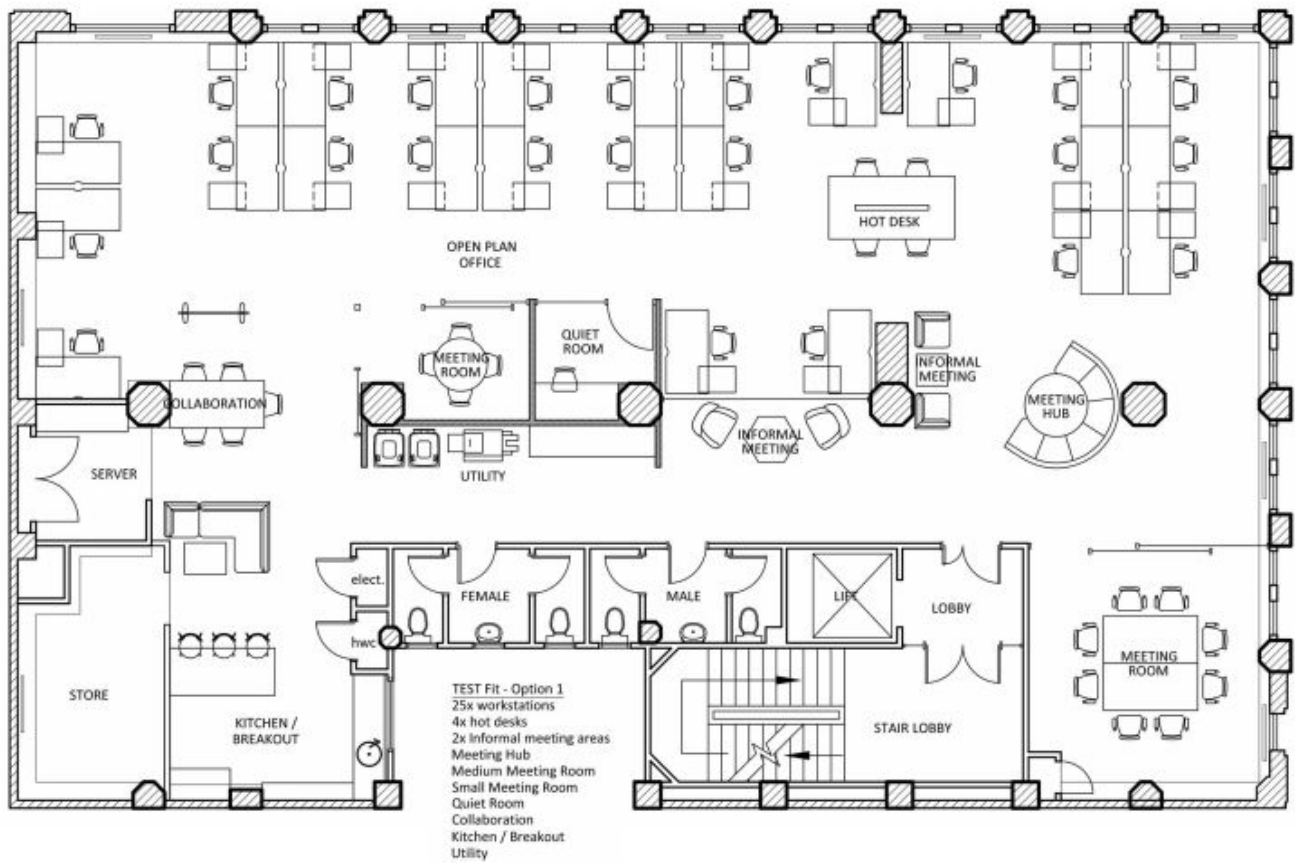 HOT DESK
OPEN PLAN
OFFICE
QUIET
ROOM
MEETING
ROOM
INFORMAL
MEETING
COLLABORATION
MEETING
HUB
INFORMAL
MEETING
SERVER
UTILITY
elect.
FEMALE
MALE
LIFT
LOBBY
hwc
MEETING
ROOM
STORE
KITCHEN /
BREAKOUT
STAIR LOBBY
TEST Fit - Option 1
25x workstations
4x hot desks
2x Informal meeting areas
Meeting Hub
Medium Meeting Room
Small Meeting Room
Quiet Room
Collaboration
Kitchen / Breakout
Utility